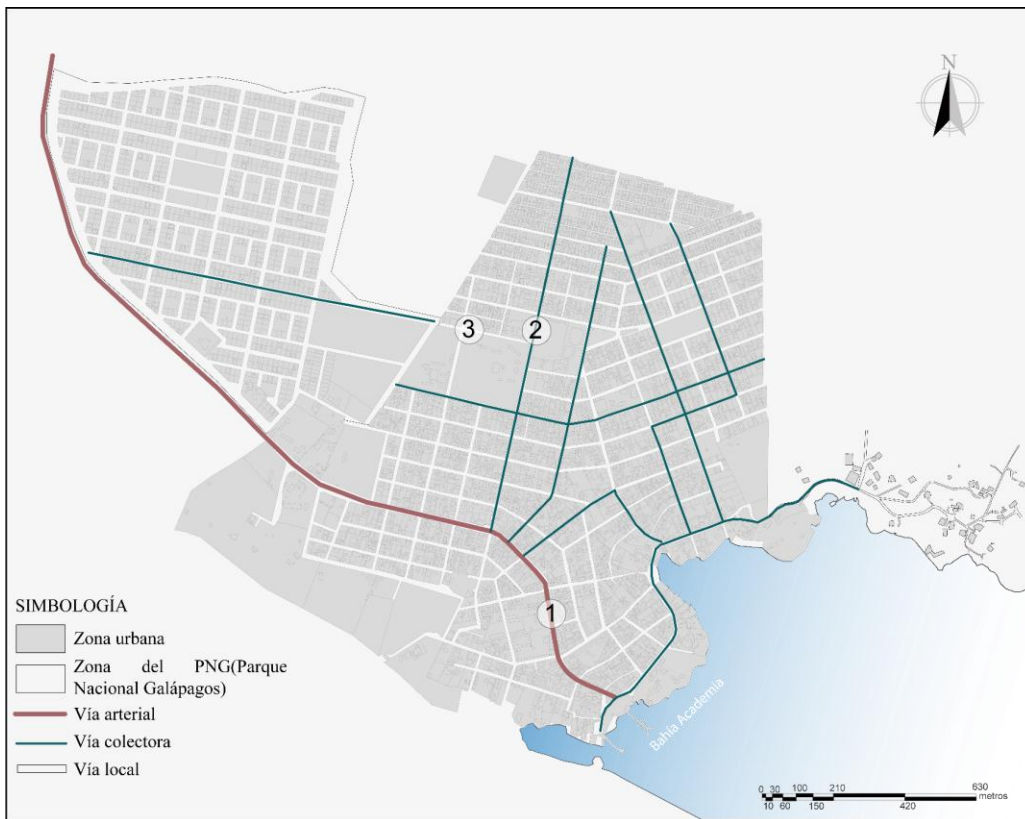 N
3
2
1
SIMBOLOGÍA
Zona urbana
Zona del PNG(Parque
Nacional Galápagos)
Vía arterial
Vía colectora
Vía local
Bahía Academia
0 30 100 210 630
metros
10 60 150 420